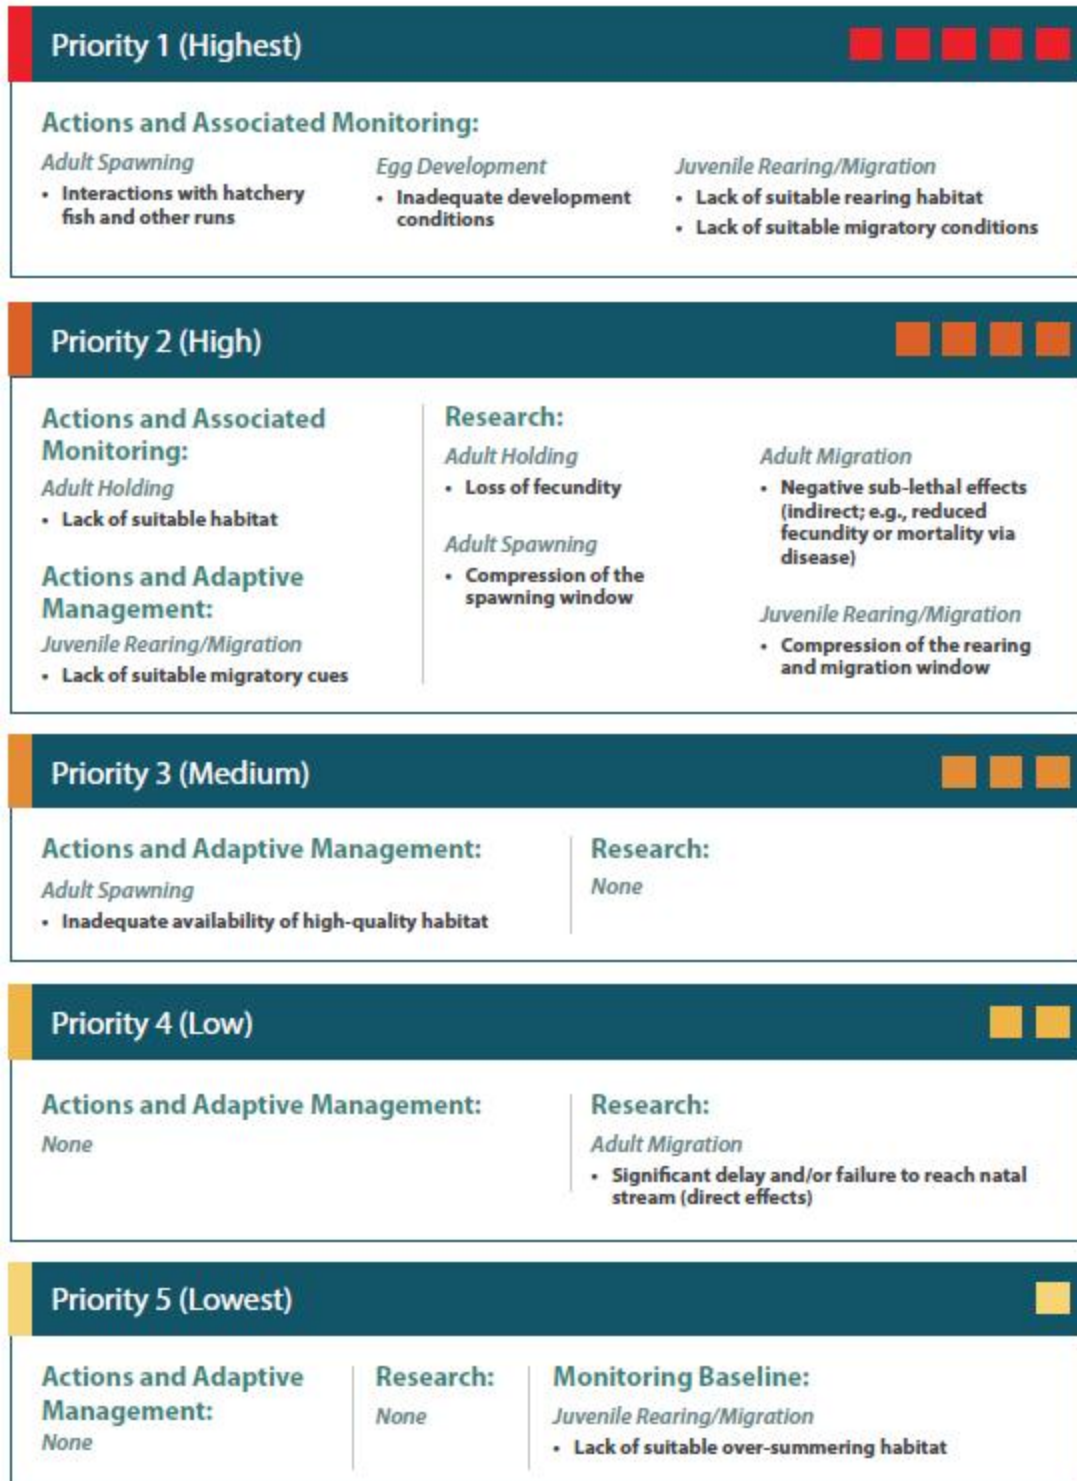 Priority 1 (Highest)
Actions and Associated Monitoring:
Adult Spawning
• Interactions with hatchery
fish and other runs
Egg Development
• Inadequate development
conditions
Juvenile Rearing/Migration
• Lack of suitable rearing habitat
• Lack of suitable migratory conditions
Priority 2 (High)
Actions and Associated
Monitoring:
Adult Holding
• Lack of suitable habitat
Actions and Adaptive
Management:
Juvenile Rearing/Migration
• Lack of suitable migratory cues
Research:
Adult Holding
• Loss of fecundity
Adult Spawning
• Compression of the
spawning window
Adult Migration
• Negative sub-lethal effects
(indirect; e.g., reduced
fecundity or mortality via
disease)
Juvenile Rearing/Migration
• Compression of the rearing
and migration window
Priority 3 (Medium)
Actions and Adaptive Management:
Adult Spawning
• Inadequate availability of high-quality habitat
Research:
None
Priority 4 (Low)
Actions and Adaptive Management:
None
Research:
Adult Migration
• Significant delay and/or failure to reach natal
stream (direct effects)
Priority 5 (Lowest)
Actions and Adaptive
Management:
None
Research:
None
Monitoring Baseline:
Juvenile Rearing/Migration
• Lack of suitable over-summering habitat